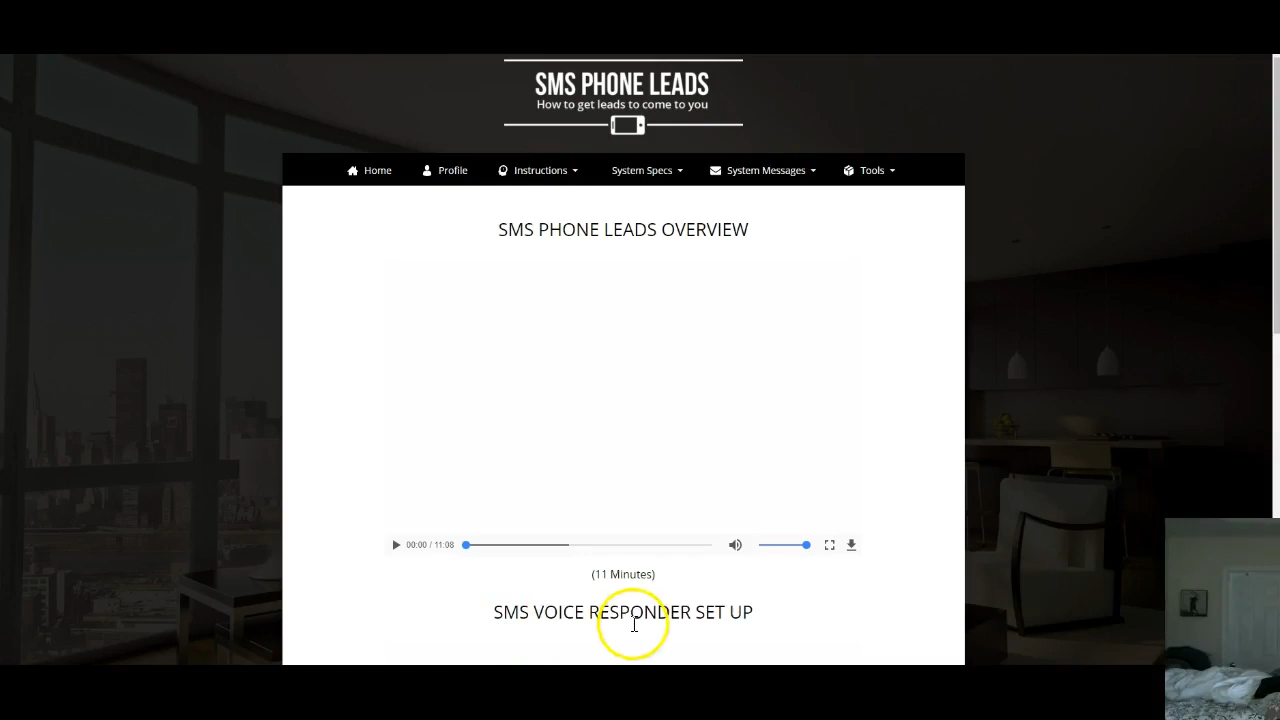 SMS PHONE LEADS
How to get leads to come to you
Home Profile Instructions System Specs System Messages Tools
SMS PHONE LEADS OVERVIEW
00:00 / 11:08
(11 Minutes)
SMS VOICE RESPONDER SET UP